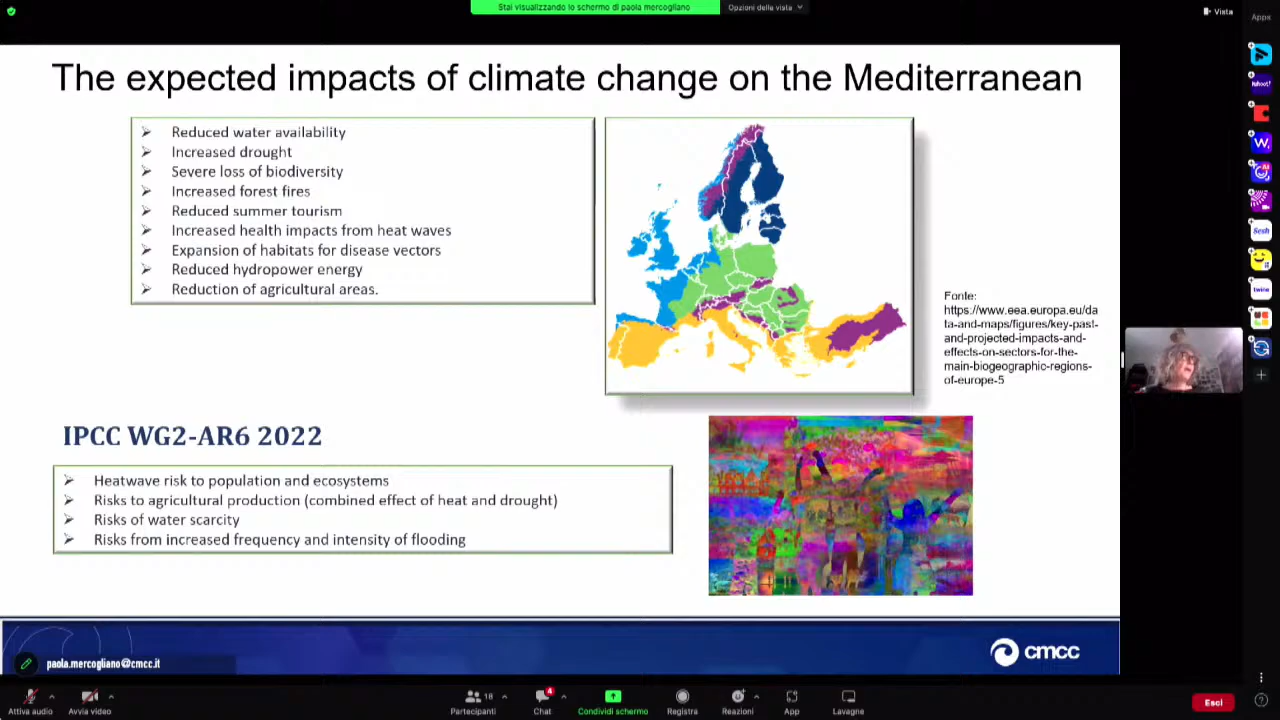 Stai visualizzando lo schermo di paola mercogliano
Opzioni della vista
Vista
Apps
The expected impacts of climate change on the Mediterranean
Reduced water availability
Increased drought
Severe loss of biodiversity
Increased forest fires
Reduced summer tourism
Increased health impacts from heat waves
Expansion of habitats for disease vectors
Reduced hydropower energy
Reduction of agricultural areas.
Fonte:
https://www.eea.europa.eu/da
ta-and-maps/figures/key-past-
and-projected-impacts-and-
effects-on-sectors-for-the-
main-biogeographic-regions-
of-europe-5
IPCC WG2-AR6 2022
Heatwave risk to population and ecosystems
Risks to agricultural production (combined effect of heat and drought)
Risks of water scarcity
Risks from increased frequency and intensity of flooding
paola.mercogliano@cmcc.it
cmcc
yahoo!
W.
AI
Sesh
twine
Attiva audio
Avvia video
18
Partecipanti
4
Chat
Condividi schermo
Registra
Reazioni
App
Lavagne
Esci